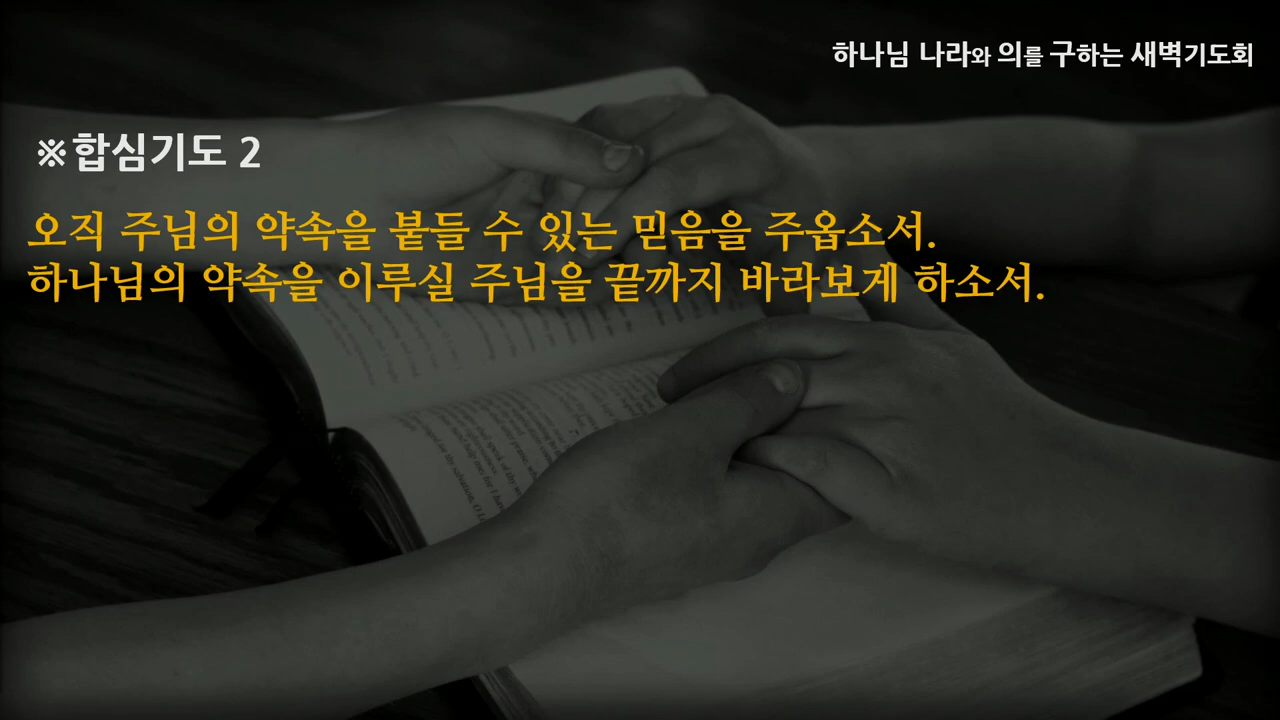 하나님 나라와 의를 구하는 새벽기도회
※합심기도 2
오직 주님의 약속을 붙들 수 있는 믿음을 주옵소서.
하나님의 약속을 이루실 주님을 끝까지 바라보게 하소서.